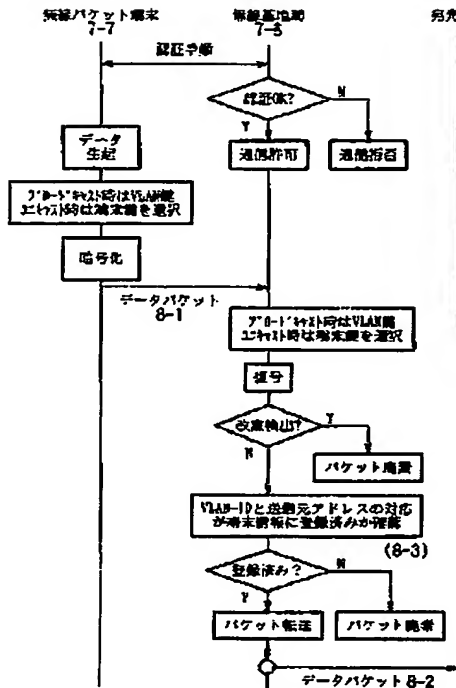 無線パケット端末
7-7
無線基地局
7-5
宛先
認証手順
認証OK?
N
Y
データ
生起
通信許可
通信拒否
ブロードキャスト時はVLAN鍵
ユニキャスト時は端末鍵を選択
暗号化
データパケット
8-1
ブロードキャスト時はVLAN鍵
ユニキャスト時は端末鍵を選択
復号
改竄検出?
Y
N
パケット廃棄
VLAN-IDと送信元アドレスの対応
が端末情報に登録済みか確認
(8-3)
登録済み?
N
Y
パケット転送
パケット廃棄
データパケット 8-2